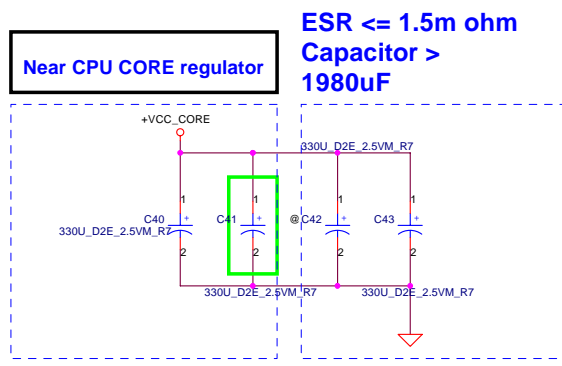 ESR <= 1.5m ohm
Capacitor >
1980uF
Near CPU CORE regulator
+VCC_CORE
330U_D2E_2.5VM_R7
1 1 1 1
C40 + C41 + @ C42 + C43 +
330U_D2E_2.5VM_R7
2 2 2 2
330U_D2E_2.5VM_R7 330U_D2E_2.5VM_R7